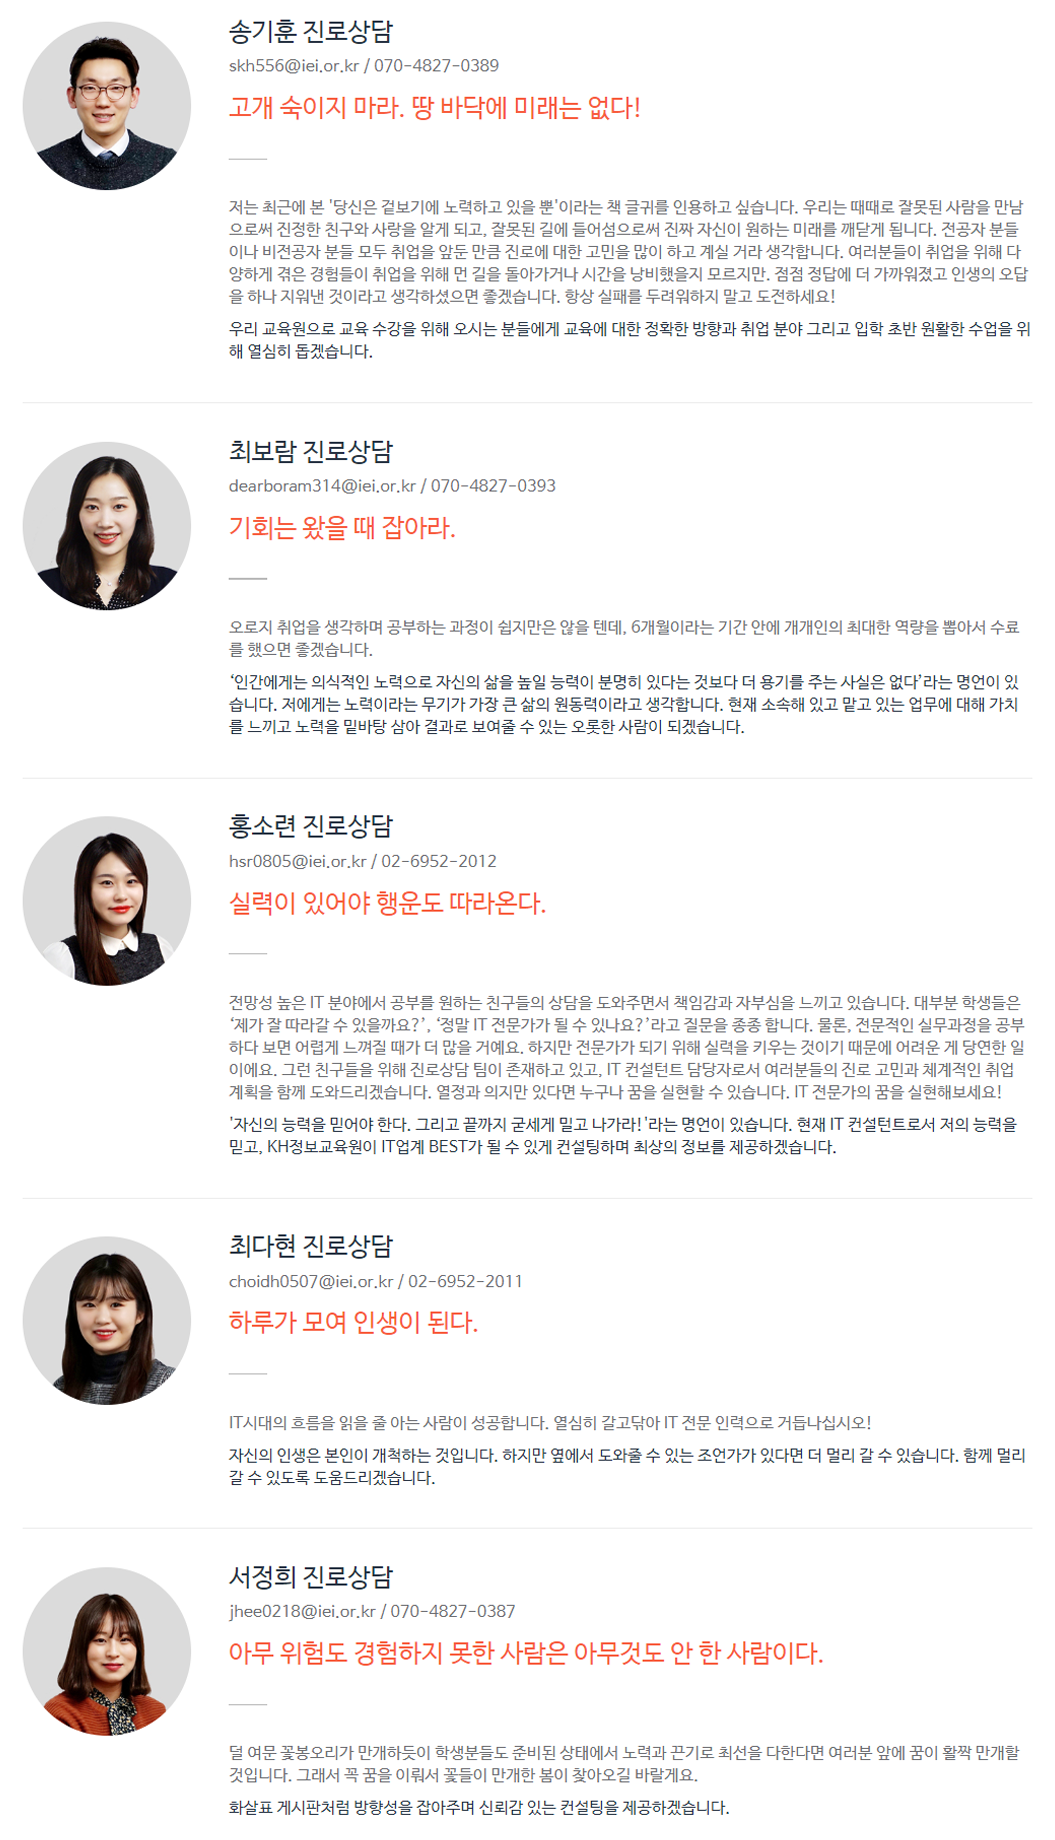 송기훈 진로상담
skh556@iei.or.kr / 070-4827-0389
고개 숙이지 마라. 땅 바닥에 미래는 없다!
저는 최근에 본 '당신은 겉보기에 노력하고 있을 뿐'이라는 책 글귀를 인용하고 싶습니다. 우리는 때때로 잘못된 사람을 만남
으로써 진정한 친구와 사랑을 알게 되고, 잘못된 길에 들어섬으로써 진짜 자신이 원하는 미래를 깨닫게 됩니다. 전공자 분들
이나 비전공자 분들 모두 취업을 앞둔 만큼 진로에 대한 고민을 많이 하고 계실 거라 생각합니다. 여러분들이 취업을 위해 다
양하게 겪은 경험들이 취업을 위해 먼 길을 돌아가거나 시간을 낭비했을지 모르지만. 점점 정답에 더 가까워졌고 인생의 오답
을 하나 지워낸 것이라고 생각하셨으면 좋겠습니다. 항상 실패를 두려워하지 말고 도전하세요!
우리 교육원으로 교육 수강을 위해 오시는 분들에게 교육에 대한 정확한 방향과 취업 분야 그리고 입학 초반 원활한 수업을 위
해 열심히 돕겠습니다.
최보람 진로상담
dearboram314@iei.or.kr / 070-4827-0393
기회는 왔을 때 잡아라.
오로지 취업을 생각하며 공부하는 과정이 쉽지만은 않을 텐데, 6개월이라는 기간 안에 개개인의 최대한 역량을 뽑아서 수료
를 했으면 좋겠습니다.
‘인간에게는 의식적인 노력으로 자신의 삶을 높일 능력이 분명히 있다는 것보다 더 용기를 주는 사실은 없다’라는 명언이 있
습니다. 저에게는 노력이라는 무기가 가장 큰 삶의 원동력이라고 생각합니다. 현재 소속해 있고 맡고 있는 업무에 대해 가치
를 느끼고 노력을 밑바탕 삼아 결과로 보여줄 수 있는 오롯한 사람이 되겠습니다.
홍소련 진로상담
hsr0805@iei.or.kr / 02-6952-2012
실력이 있어야 행운도 따라온다.
전망성 높은 IT 분야에서 공부를 원하는 친구들의 상담을 도와주면서 책임감과 자부심을 느끼고 있습니다. 대부분 학생들은
‘제가 잘 따라갈 수 있을까요?’, ‘정말 IT 전문가가 될 수 있나요?’라고 질문을 종종 합니다. 물론, 전문적인 실무과정을 공부
하다 보면 어렵게 느껴질 때가 더 많을 거예요. 하지만 전문가가 되기 위해 실력을 키우는 것이기 때문에 어려운 게 당연한 일
이에요. 그런 친구들을 위해 진로상담 팀이 존재하고 있고, IT 컨설턴트 담당자로서 여러분들의 진로 고민과 체계적인 취업
계획을 함께 도와드리겠습니다. 열정과 의지만 있다면 누구나 꿈을 실현할 수 있습니다. IT 전문가의 꿈을 실현해보세요!
'자신의 능력을 믿어야 한다. 그리고 끝까지 굳세게 밀고 나가라!'라는 명언이 있습니다. 현재 IT 컨설턴트로서 저의 능력을
믿고, KH정보교육원이 IT업계 BEST가 될 수 있게 컨설팅하며 최상의 정보를 제공하겠습니다.
최다현 진로상담
choidh0507@iei.or.kr / 02-6952-2011
하루가 모여 인생이 된다.
IT시대의 흐름을 읽을 줄 아는 사람이 성공합니다. 열심히 갈고닦아 IT 전문 인력으로 거듭나십시오!
자신의 인생은 본인이 개척하는 것입니다. 하지만 옆에서 도와줄 수 있는 조언가가 있다면 더 멀리 갈 수 있습니다. 함께 멀리
갈 수 있도록 도움드리겠습니다.
서정희 진로상담
jhee0218@iei.or.kr / 070-4827-0387
아무 위험도 경험하지 못한 사람은 아무것도 안 한 사람이다.
덜 여문 꽃봉오리가 만개하듯이 학생분들도 준비된 상태에서 노력과 끈기로 최선을 다한다면 여러분 앞에 꿈이 활짝 만개할
것입니다. 그래서 꼭 꿈을 이뤄서 꽃들이 만개한 봄이 찾아오길 바랄게요.
화살표 게시판처럼 방향성을 잡아주며 신뢰감 있는 컨설팅을 제공하겠습니다.